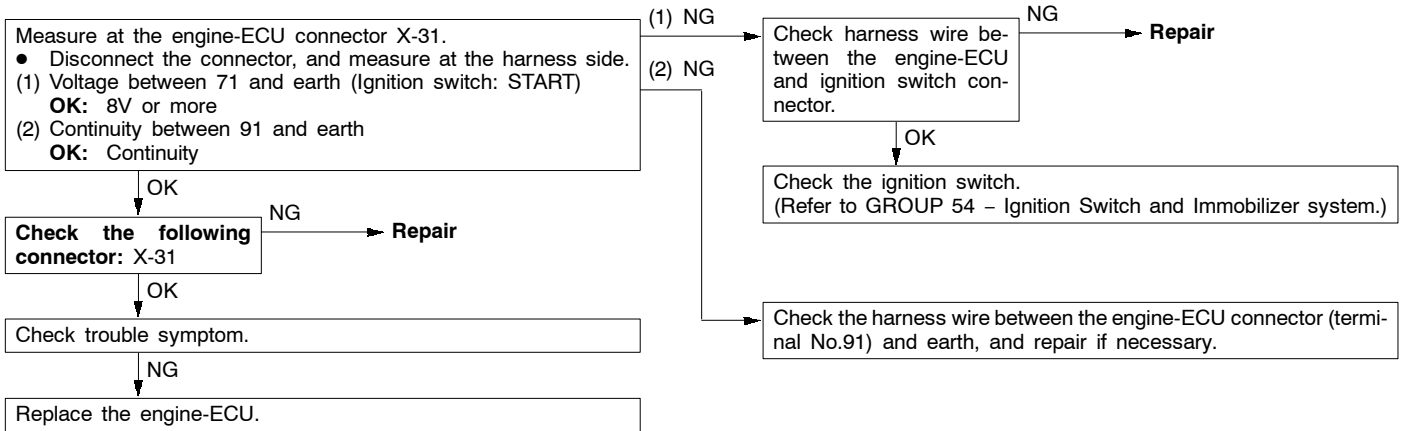 Measure at the engine-ECU connector X-31.
● Disconnect the connector, and measure at the harness side.
(1) Voltage between 71 and earth (Ignition switch: START)
OK: 8V or more
(2) Continuity between 91 and earth
OK: Continuity
(1) NG
(2) NG
Check harness wire be-
tween the engine-ECU
and ignition switch con-
nector.
NG
Repair
OK
Check the ignition switch.
(Refer to GROUP 54 – Ignition Switch and Immobilizer system.)
Check the harness wire between the engine-ECU connector (termi-
nal No.91) and earth, and repair if necessary.
OK
Check the following
connector: X-31
NG
Repair
OK
Check trouble symptom.
NG
Replace the engine-ECU.